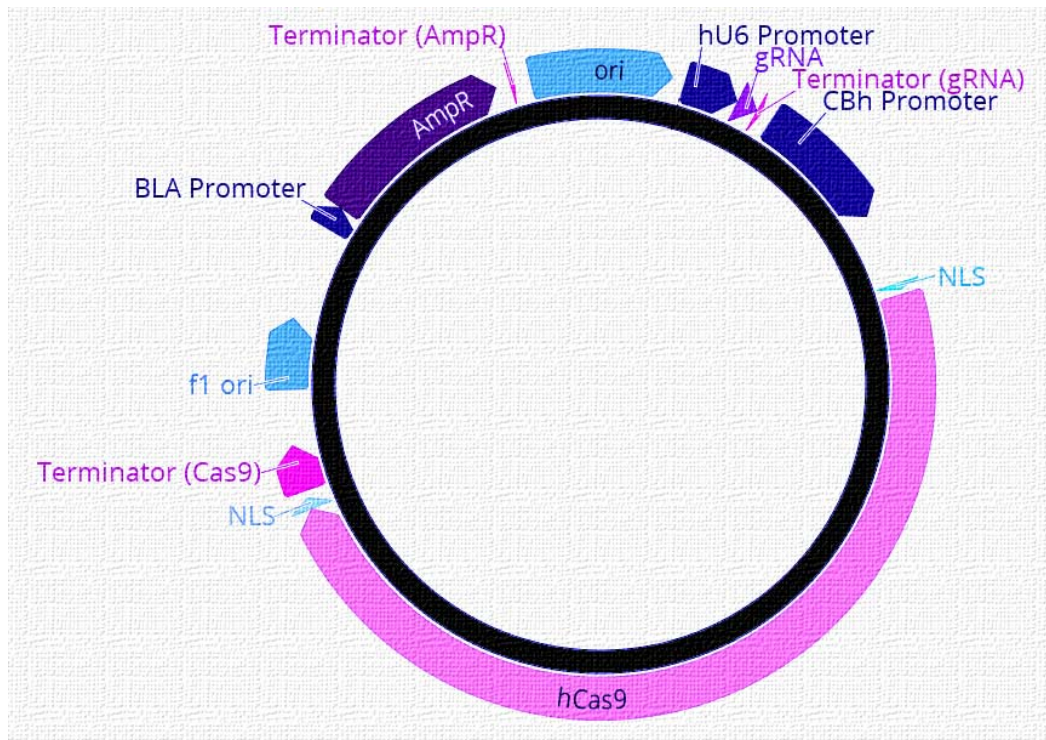 Terminator (AmpR)
hU6 Promoter
ori
gRNA
Terminator (gRNA)
CBh Promoter
AmpR
BLA Promoter
NLS
f1 ori
Terminator (Cas9)
NLS
hCas9